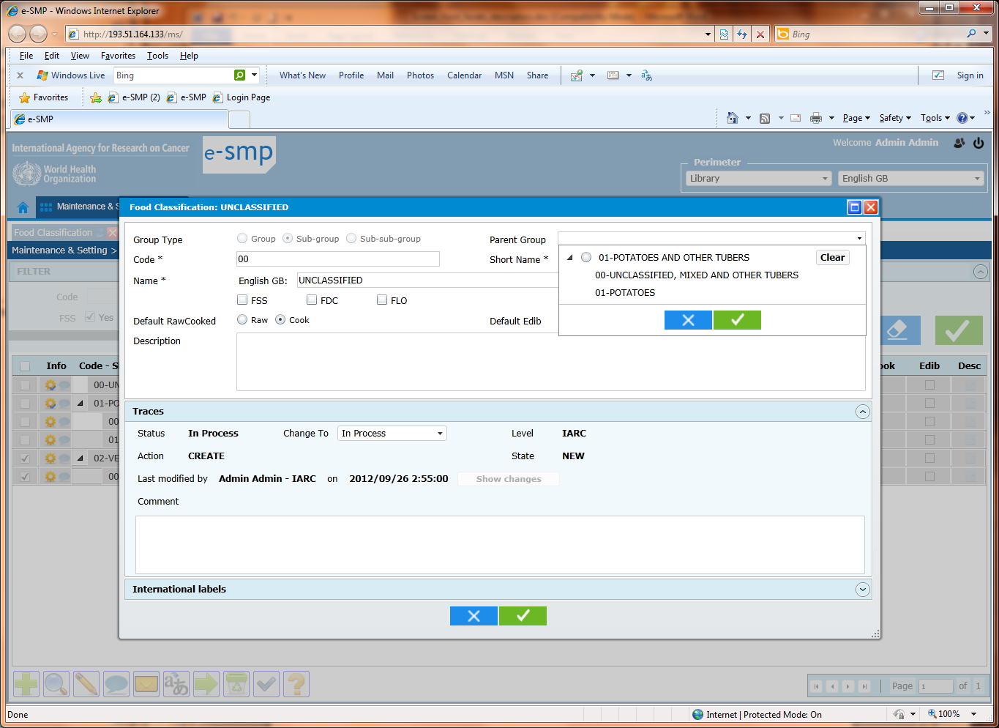 e-SMP - Windows Internet Explorer
http://193.51.164.133/ms/
Bing
File Edit View Favorites Tools Help
x Windows Live Bing What's New Profile Mail Photos Calendar MSN Share Sign in
Favorites e-SMP (2) e-SMP Login Page
e-SMP Page Safety Tools
International Agency for Research on Cancer
World Health
Organization
e-smp
Welcome Admin Admin
Perimeter
Library English GB
Maintenance & S
Food Classification
Maintenance & Setting >
FILTER
Code
FSS Yes
Info Code - S ook Edib Desc
00-UN
01-PO
00
01
02-VE
00
Food Classification: UNCLASSIFIED
Group Type Group Sub-group Sub-sub-group Parent Group
Code * 00 Short Name *
Name * English GB: UNCLASSIFIED
FSS FDC FLO
Default RawCooked Raw Cook Default Edib
Description
01-POTATOES AND OTHER TUBERS Clear
00-UNCLASSIFIED, MIXED AND OTHER TUBERS
01-POTATOES
Traces
Status In Process Change To In Process Level IARC
Action CREATE State NEW
Last modified by Admin Admin - IARC on 2012/09/26 2:55:00 Show changes
Comment
International labels
Page 1 of 1
Done Internet | Protected Mode: On 100%